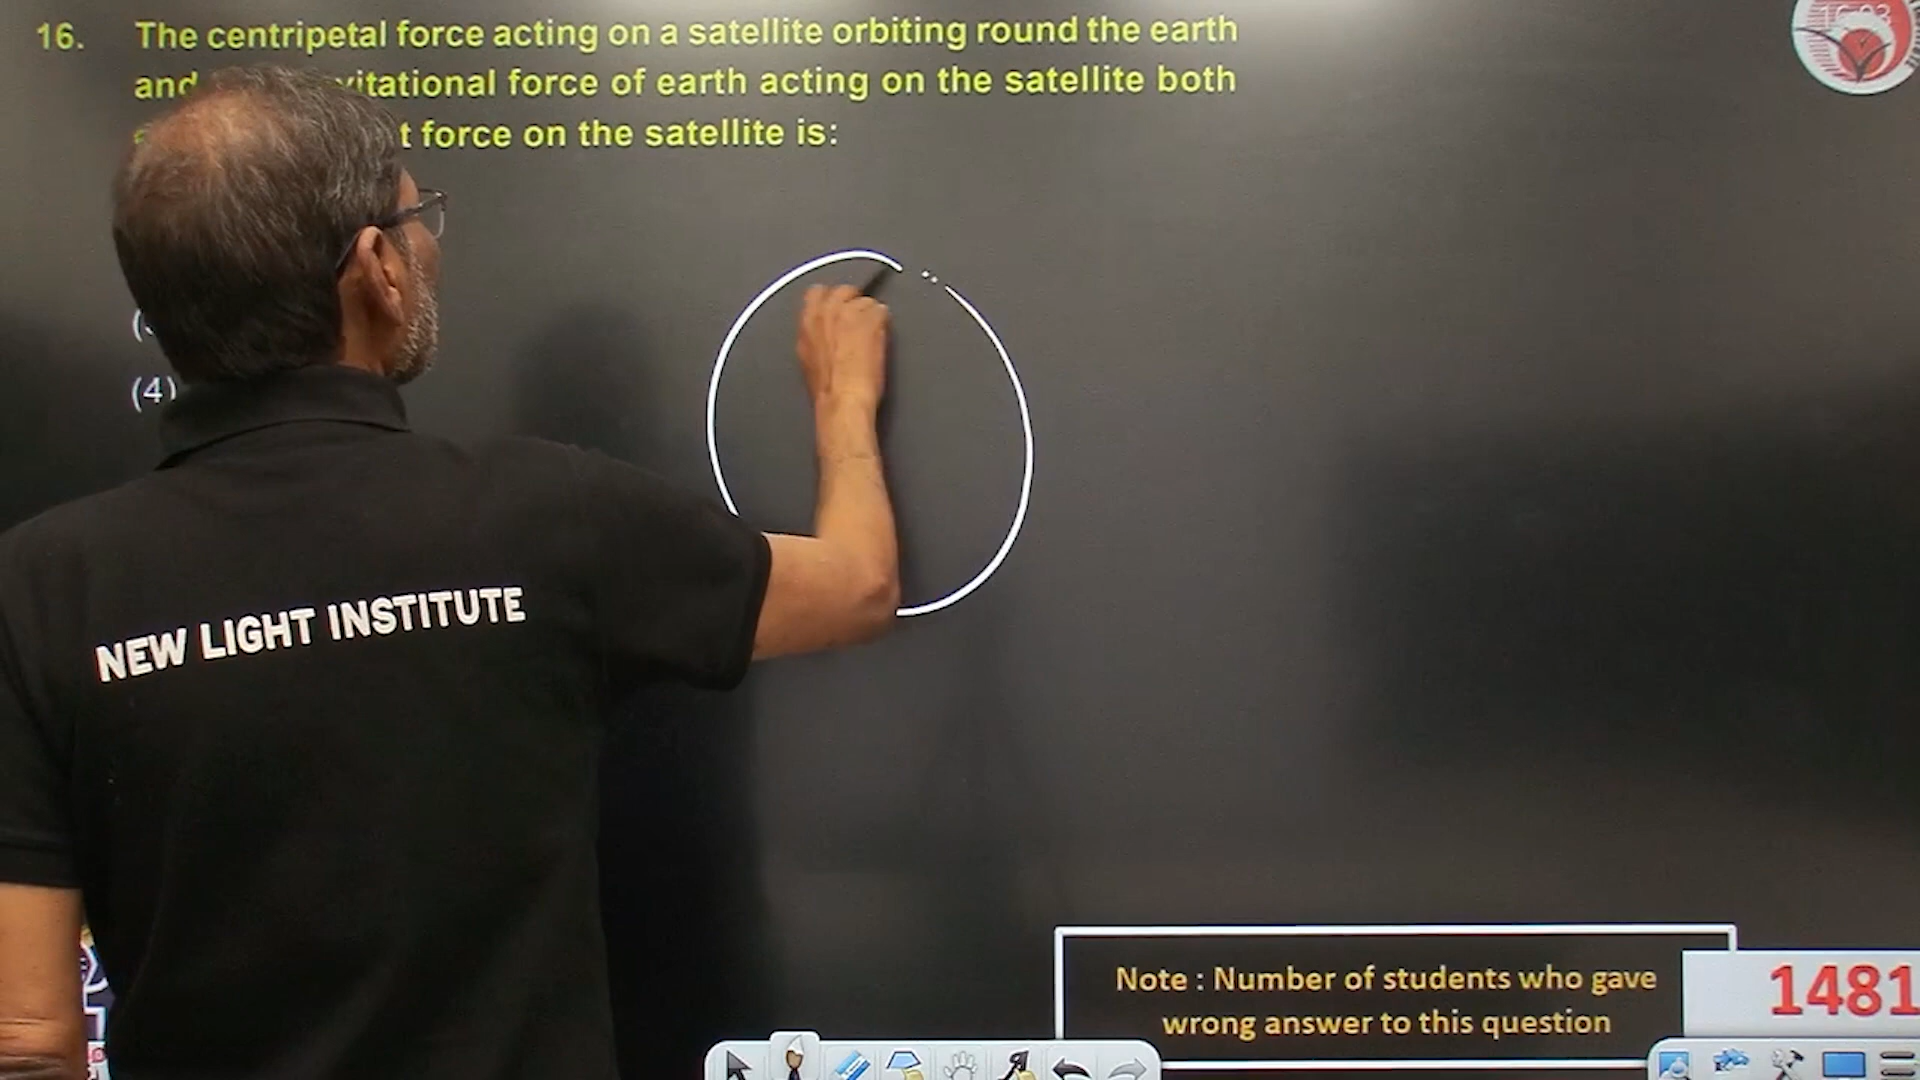 16. The centripetal force acting on a satellite orbiting round the earth
and vitational force of earth acting on the satellite both
t force on the satellite is:
(4)
NEW LIGHT INSTITUTE
Note : Number of students who gave
wrong answer to this question
1481